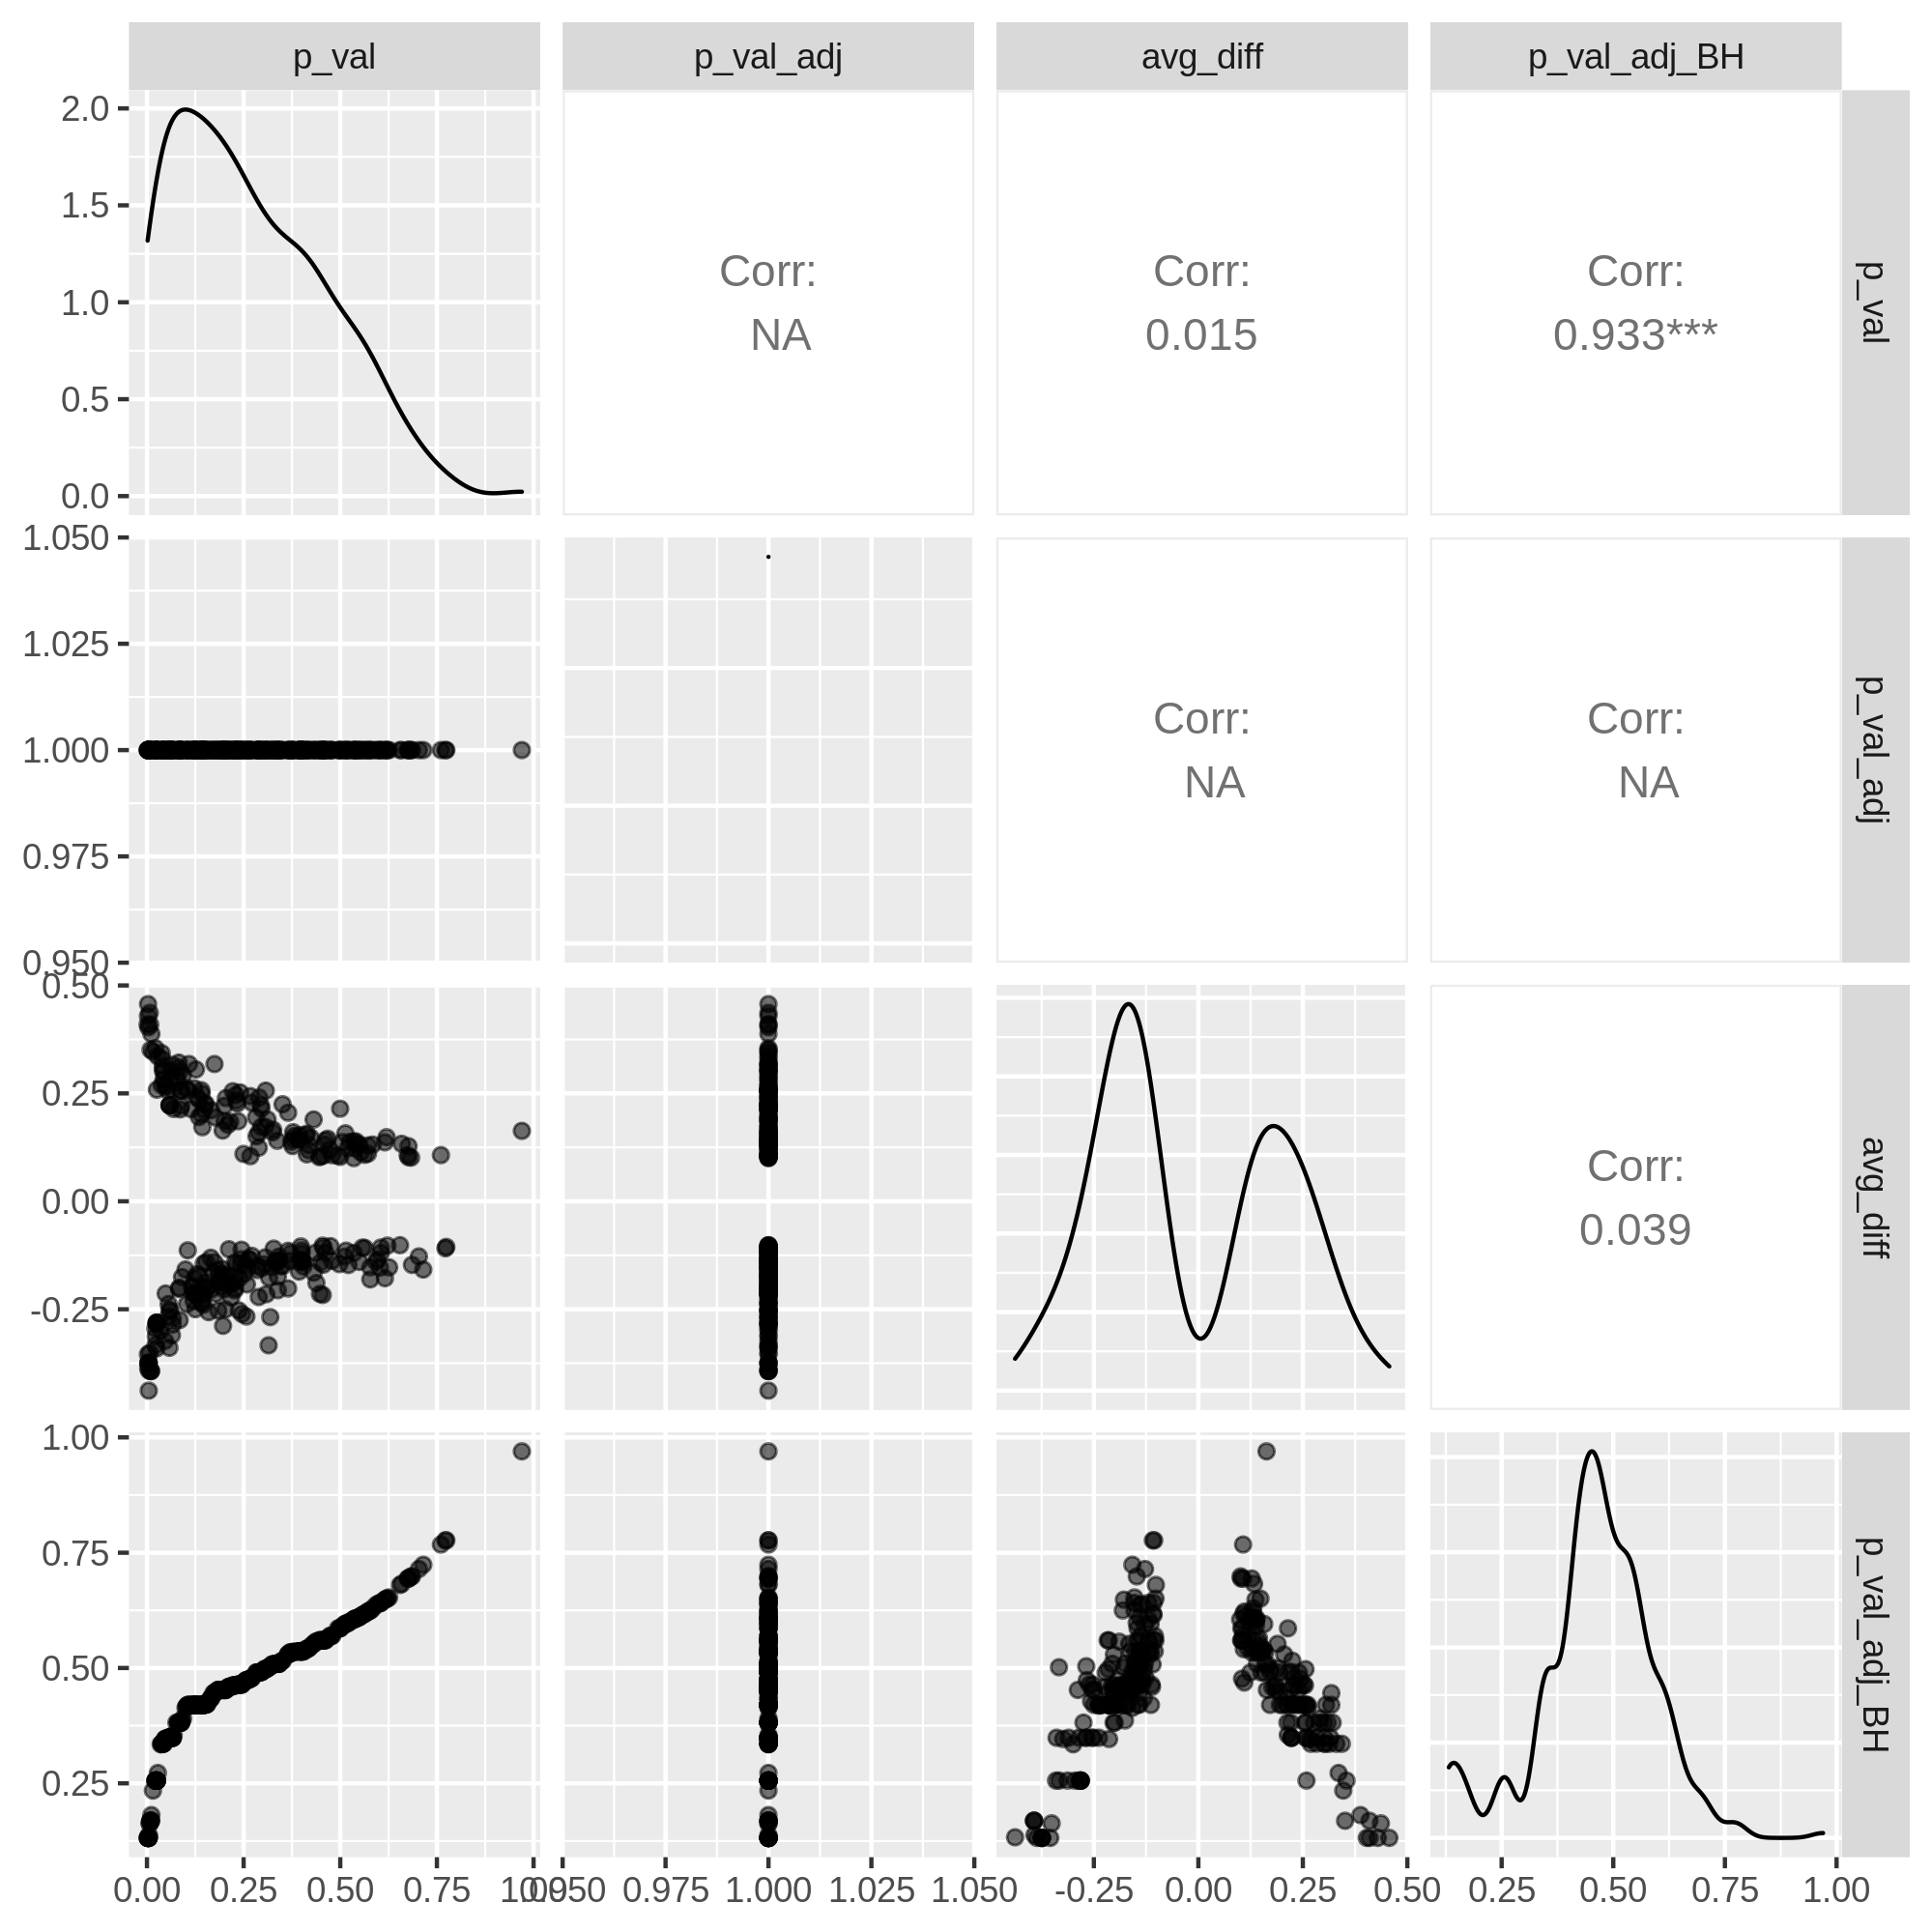 p_val p_val_adj avg_diff p_val_adj_BH
2.0
1.5
1.0
0.5
0.0
Corr:
NA
Corr:
0.015
Corr:
0.933***
p_val
1.050
1.025
1.000
0.975
0.950
Corr:
NA
Corr:
NA
p_val_adj
0.50
0.25
0.00
-0.25
Corr:
0.039
avg_diff
1.00
0.75
0.50
0.25
p_val_adj_BH
0.00 0.25 0.50 0.75 1.00 0.950 0.975 1.000 1.025 1.050 -0.25 0.00 0.25 0.50 0.25 0.50 0.75 1.00